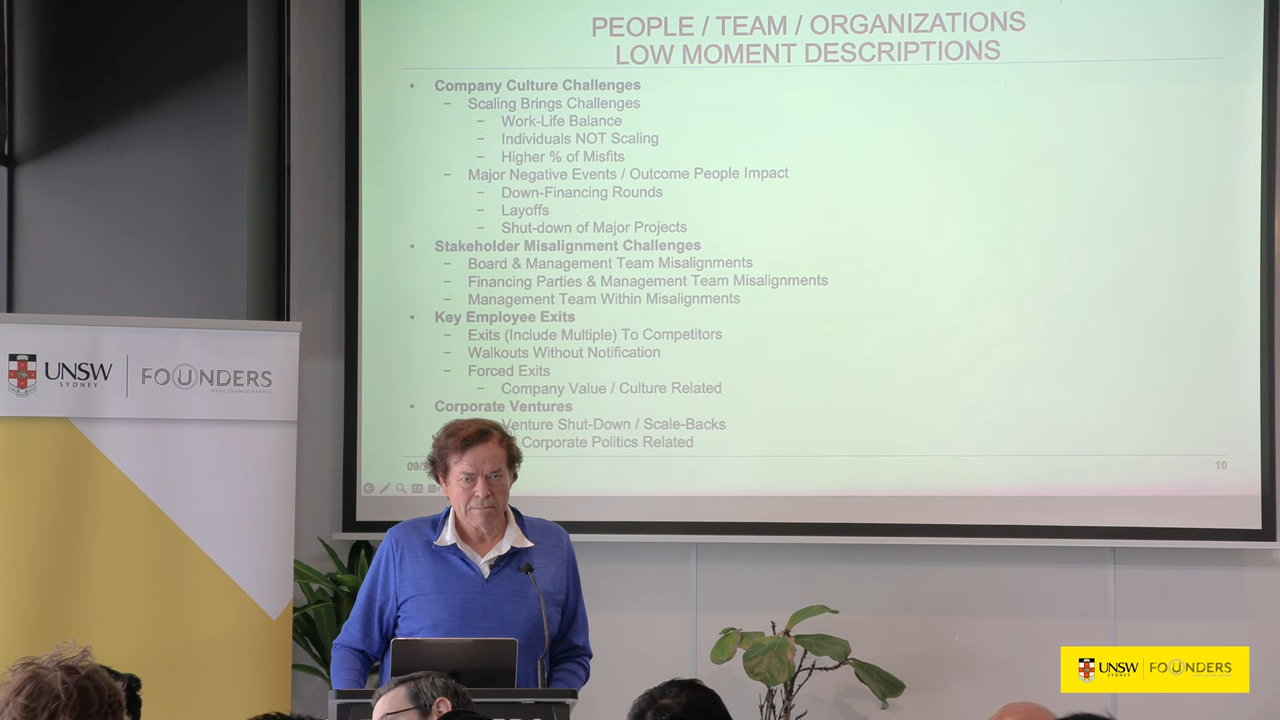 PEOPLE / TEAM / ORGANIZATIONS
LOW MOMENT DESCRIPTIONS
• Company Culture Challenges
– Scaling Brings Challenges
– Work-Life Balance
– Individuals NOT Scaling
– Higher % of Misfits
– Major Negative Events / Outcome People Impact
– Down-Financing Rounds
– Layoffs
– Shut-down of Major Projects
• Stakeholder Misalignment Challenges
– Board & Management Team Misalignments
– Financing Parties & Management Team Misalignments
– Management Team Within Misalignments
• Key Employee Exits
– Exits (Include Multiple) To Competitors
– Walkouts Without Notification
– Forced Exits
– Company Value / Culture Related
• Corporate Ventures
Venture Shut-Down / Scale-Backs
Corporate Politics Related
09/
10
UNSW
SYDNEY
FOUNDERS
MAKE CHANGE HAPPEN
UNSW
SYDNEY
FOUNDERS